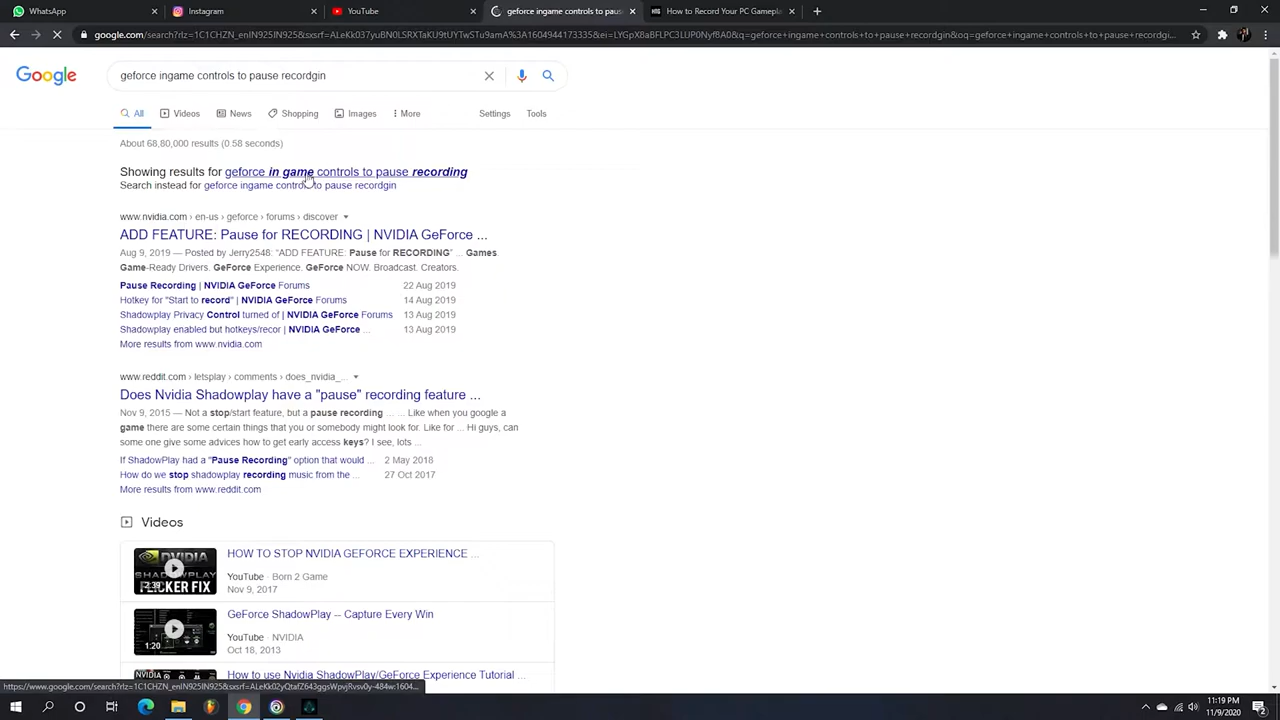 WhatsApp
Instagram
YouTube
geforce ingame controls to paus
How to Record Your PC Gamepla
google.com/search?rlz=1C1CHZN_enIN925IN925&sxsrf=ALeKk037yuBN0LSRXTaKU9tUYTwSTu9amA%3A1604944173335&ei=LYGpX8aBFLPC3LUP0Nyf8A0&q=geforce+ingame+controls+to+pause+recordgin&oq=geforce+ingame+controls+to+pause+recordgi...
Google
geforce ingame controls to pause recordgin
All
Videos
News
Shopping
Images
More
Settings
Tools
About 68,80,000 results (0.58 seconds)
Showing results for geforce in game controls to pause recording
Search instead for geforce ingame controls to pause recordgin
www.nvidia.com › en-us › geforce › forums › discover
ADD FEATURE: Pause for RECORDING | NVIDIA GeForce ...
Aug 9, 2019 — Posted by Jerry2548: “ADD FEATURE: Pause for RECORDING” ... Games.
Game-Ready Drivers. GeForce Experience. GeForce NOW. Broadcast. Creators.
Pause Recording | NVIDIA GeForce Forums 22 Aug 2019
Hotkey for "Start to record" | NVIDIA GeForce Forums 14 Aug 2019
Shadowplay Privacy Control turned of | NVIDIA GeForce Forums 13 Aug 2019
Shadowplay enabled but hotkeys/recor | NVIDIA GeForce ... 13 Aug 2019
More results from www.nvidia.com
www.reddit.com › letsplay › comments › does_nvidia_...
Does Nvidia Shadowplay have a "pause" recording feature ...
Nov 9, 2015 — Not a stop/start feature, but a pause recording ... ... Like when you google a
game there are some certain things that you or somebody might look for. Like for ... Hi guys, can
some one give some advices how to get early access keys? I see, lots ...
If ShadowPlay had a "Pause Recording" option that would ... 2 May 2018
How do we stop shadowplay recording music from the ... 27 Oct 2017
More results from www.reddit.com
Videos
NVIDIA
SHADOWPLAY
FLICKER FIX
2:39
HOW TO STOP NVIDIA GEFORCE EXPERIENCE ...
YouTube · Born 2 Game
Nov 9, 2017
1:20
GeForce ShadowPlay -- Capture Every Win
YouTube · NVIDIA
Oct 18, 2013
NVIDIA
How to use Nvidia ShadowPlay/GeForce Experience Tutorial ...
11:19 PM
11/9/2020
2